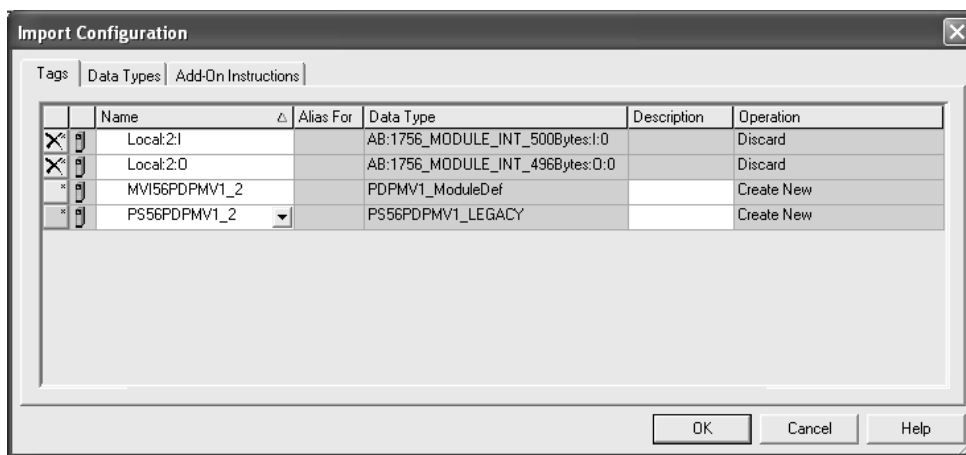 Import Configuration
Tags Data Types Add-On Instructions
Name Alias For Data Type Description Operation
Local:2:I AB:1756_MODULE_INT_500Bytes:I:0 Discard
Local:2:O AB:1756_MODULE_INT_496Bytes:O:0 Discard
MVI56PDPMV1_2 PDPMV1_ModuleDef Create New
PS56PDPMV1_2 PS56PDPMV1_LEGACY Create New
OK Cancel Help